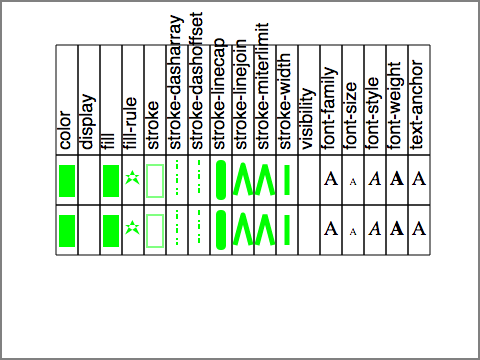 color
display
fill
fill-rule
stroke
stroke-dasharray
stroke-dashoffset
stroke-linecap
stroke-linejoin
stroke-miterlimit
stroke-width
visibility
font-family
font-size
font-style
font-weight
text-anchor
A A A A A
A A A A A